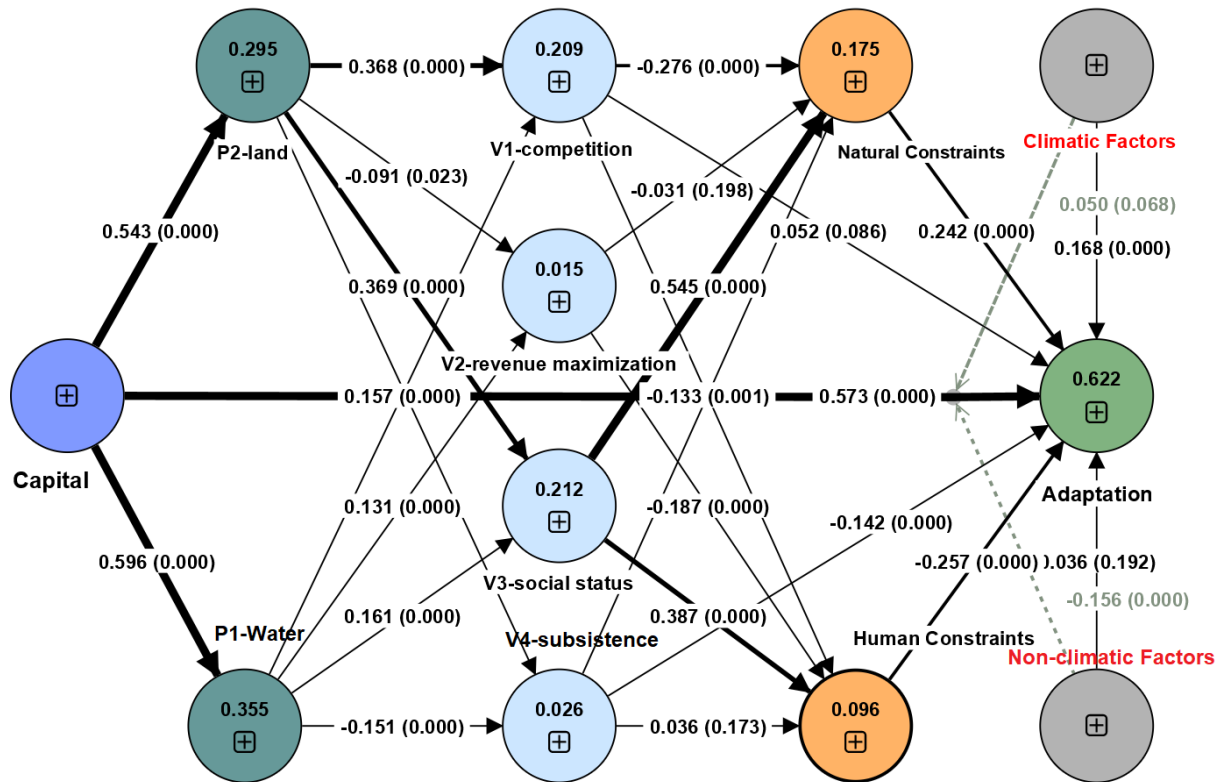 0.295
0.209
0.175
0.368 (0.000)
-0.276 (0.000)
P2-land
V1-competition
Natural Constraints
Climatic Factors
-0.091 (0.023)
-0.031 (0.198)
0.050 (0.068)
0.543 (0.000)
0.052 (0.086)
0.242 (0.000)
0.168 (0.000)
0.015
0.369 (0.000)
0.545 (0.000)
V2-revenue maximization
0.622
0.157 (0.000)
-0.133 (0.001)
0.573 (0.000)
Capital
0.212
Adaptation
0.131 (0.000)
-0.187 (0.000)
-0.142 (0.000)
0.596 (0.000)
-0.257 (0.000)
0.036 (0.192)
V3-social status
-0.156 (0.000)
0.161 (0.000)
0.387 (0.000)
P1-Water
V4-subsistence
Human Constraints
Non-climatic Factors
0.355
0.026
0.096
-0.151 (0.000)
0.036 (0.173)